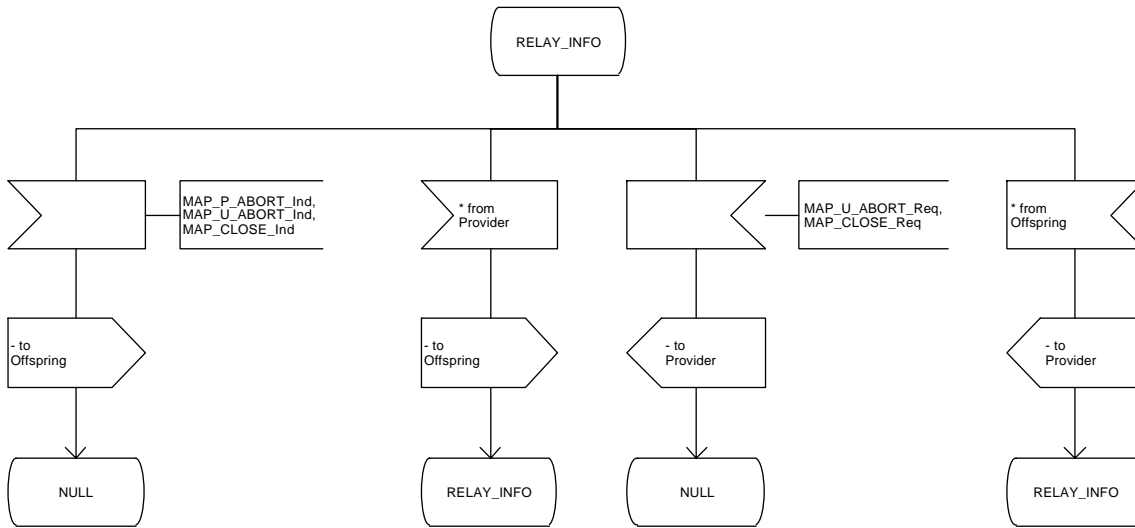 RELAY_INFO
MAP_P_ABORT_Ind,
MAP_U_ABORT_Ind,
MAP_CLOSE_Ind
* from
Provider
MAP_U_ABORT_Req,
MAP_CLOSE_Req
* from
Offspring
- to
Offspring
- to
Offspring
- to
Provider
- to
Provider
NULL
RELAY_INFO
NULL
RELAY_INFO